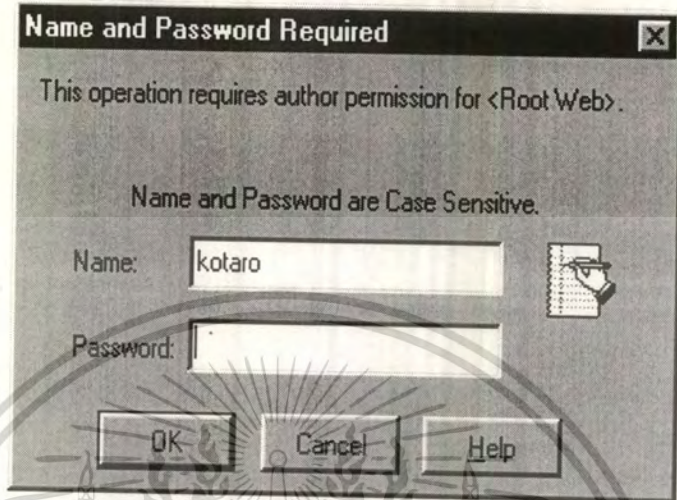 Name and Password Required
This operation requires author permission for <Root Web>.
Name and Password are Case Sensitive.
Name: kotaro
Password:
OK Cancel Help